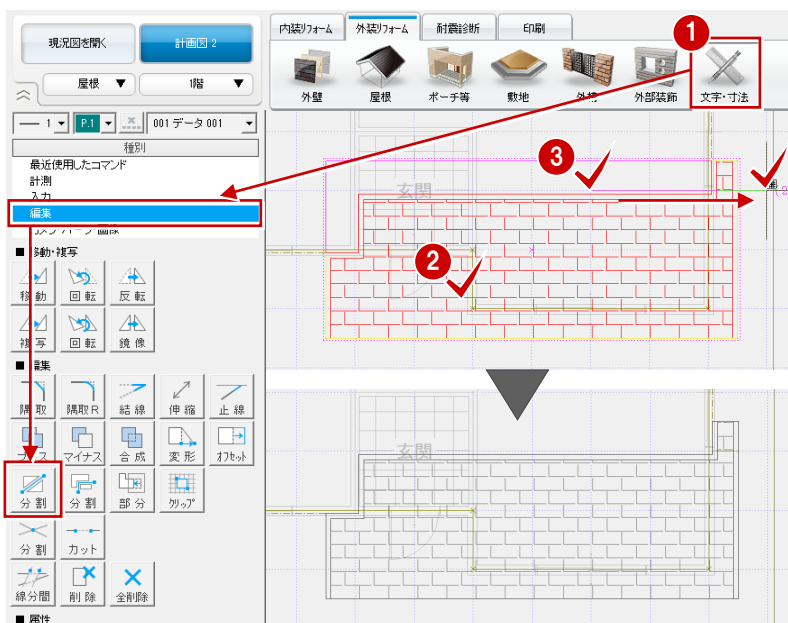 現況図を開く
計画図 2
屋根 ▼
1階 ▼
内装リフォーム
外装リフォーム
耐震診断
印刷
1
外壁
屋根
ポーチ等
敷地
外構
外部装飾
文字・寸法
1
P.1
001 データ 001
種別
最近使用したコマンド
計測
入力
編集
■ 移動・複写
移動
回転
反転
複写
回転
鏡像
■ 編集
隅取
隅取R
結線
伸縮
止線
プラス
マイナス
合成
変形
オフセット
分割
分割
部分
クリップ
分割
カット
線分間
削除
全削除
■ 属性
3
玄関
2
玄関